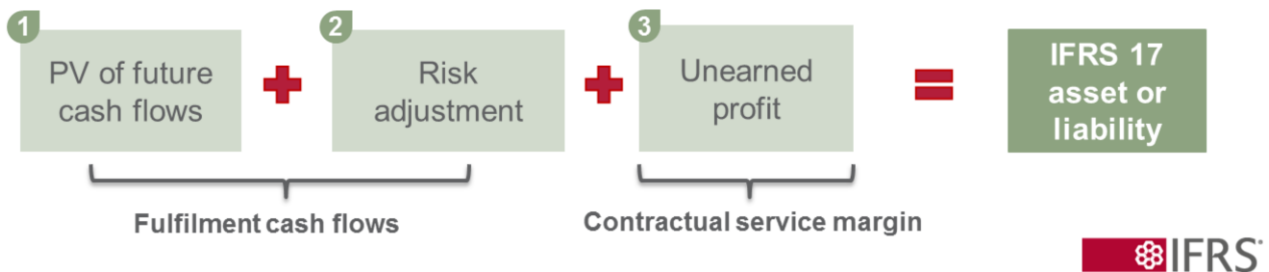 1
PV of future
cash flows
+
2
Risk
adjustment
+
3
Unearned
profit
=
IFRS 17
asset or
liability
Fulfilment cash flows
Contractual service margin
IFRS®